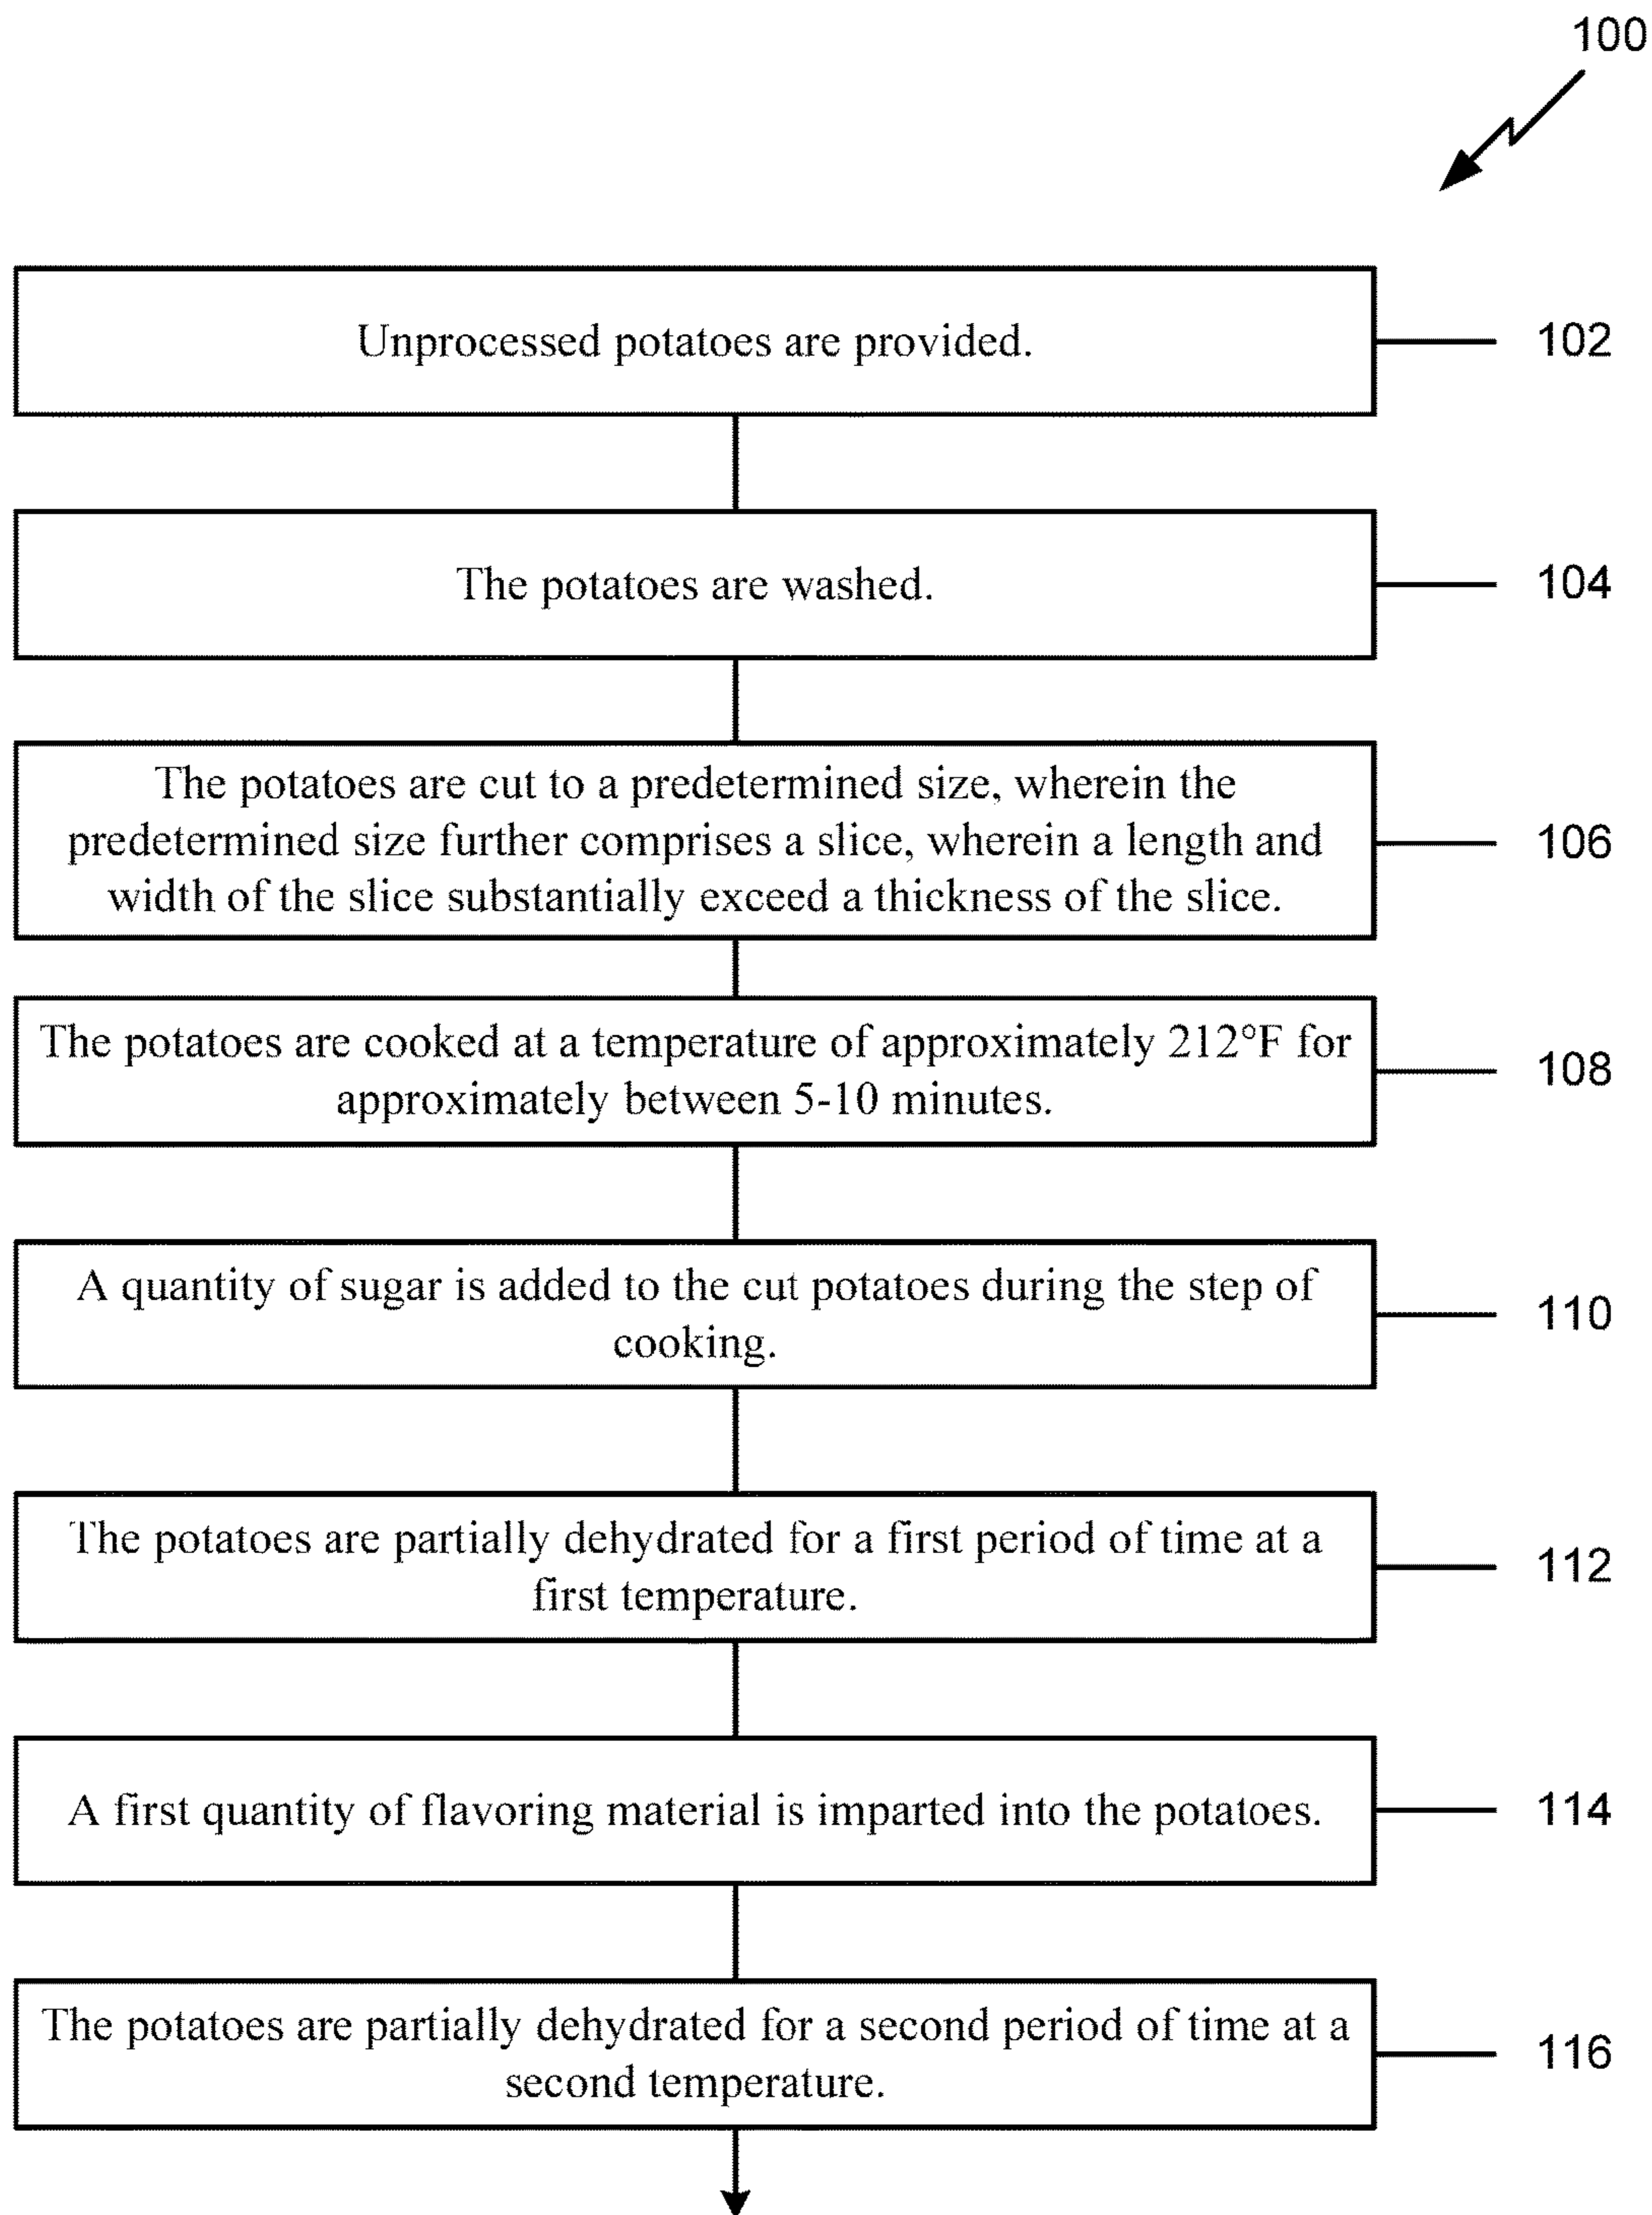 100
Unprocessed potatoes are provided.
102
The potatoes are washed.
104
The potatoes are cut to a predetermined size, wherein the
predetermined size further comprises a slice, wherein a length and
width of the slice substantially exceed a thickness of the slice.
106
The potatoes are cooked at a temperature of approximately 212°F for
approximately between 5-10 minutes.
108
A quantity of sugar is added to the cut potatoes during the step of
cooking.
110
The potatoes are partially dehydrated for a first period of time at a
first temperature.
112
A first quantity of flavoring material is imparted into the potatoes.
114
The potatoes are partially dehydrated for a second period of time at a
second temperature.
116